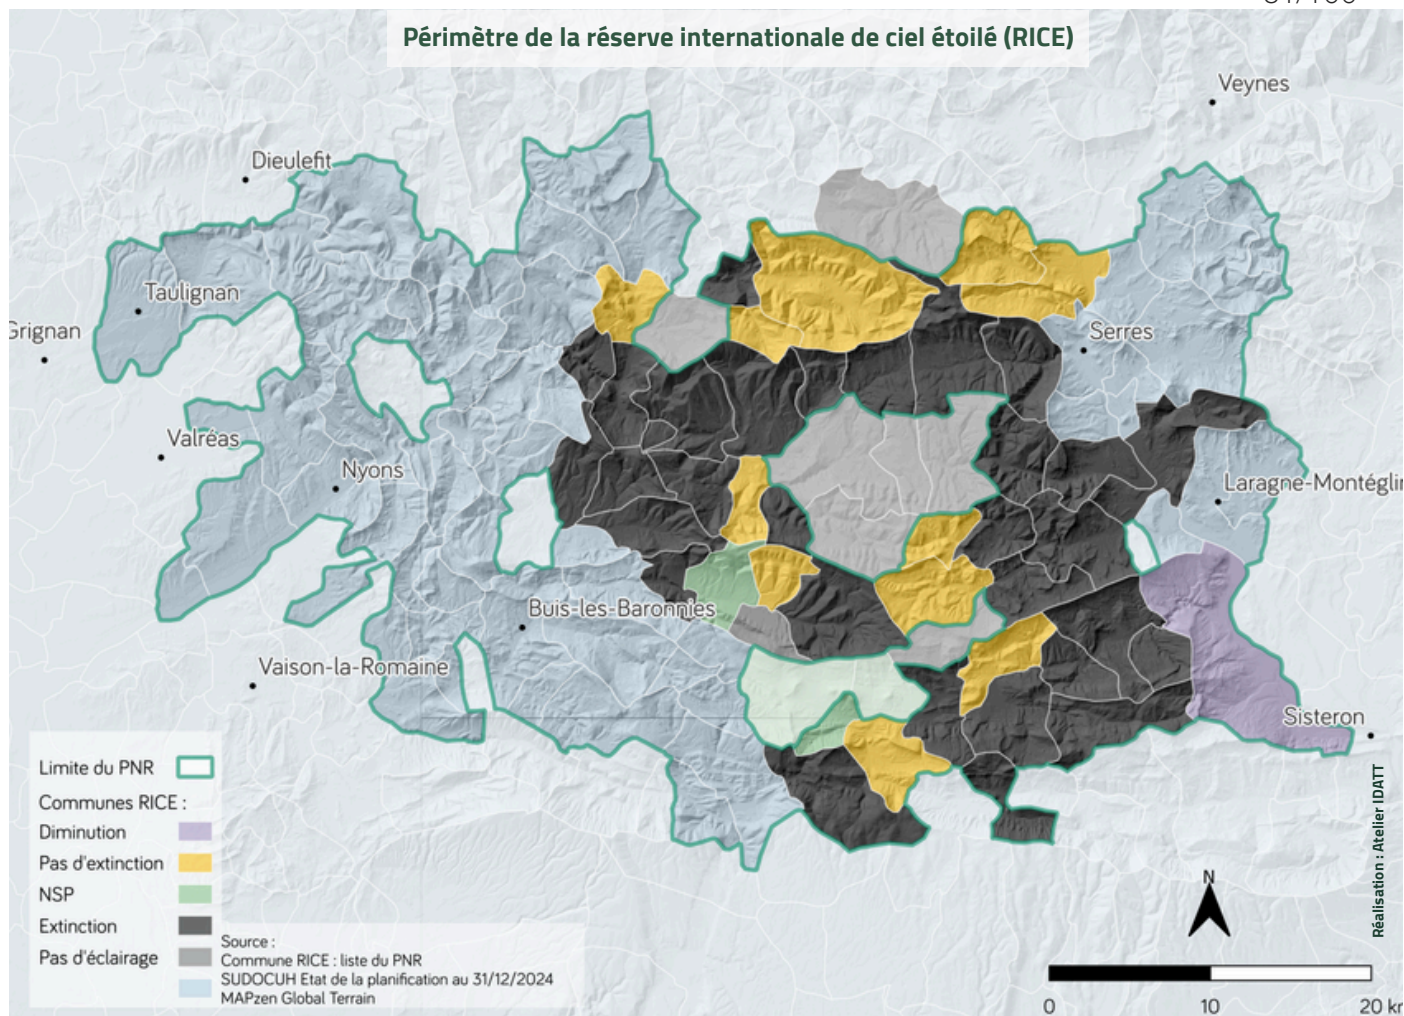 Périmètre de la réserve internationale de ciel étoilé (RICE)
Veynes
Dieulefit
Taulignan
Grignan
Serres
Valréas
Nyons
Laragne-Montéglin
Buis-les-Baronnies
Vaison-la-Romaine
Sisteron
Limite du PNR
Communes RICE :
Diminution
Pas d'extinction
NSP
Extinction
Pas d'éclairage
Source :
Commune RICE : liste du PNR
SUDOCUH Etat de la planification au 31/12/2024
MAPzen Global Terrain
Réalisation : Atelier IDATT
N
0 10 20 km